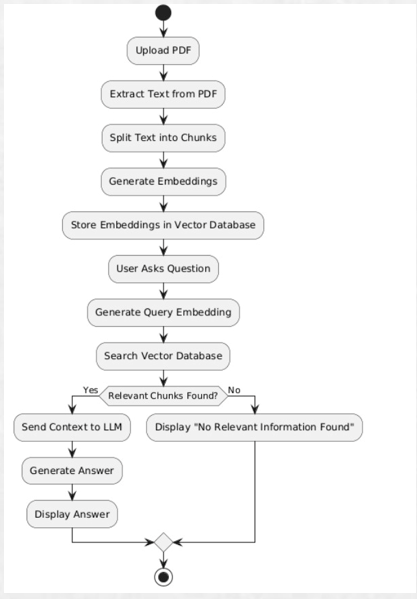 Upload PDF
Extract Text from PDF
Split Text into Chunks
Generate Embeddings
Store Embeddings in Vector Database
User Asks Question
Generate Query Embedding
Search Vector Database
Yes
Relevant Chunks Found?
No
Send Context to LLM
Display "No Relevant Information Found"
Generate Answer
Display Answer